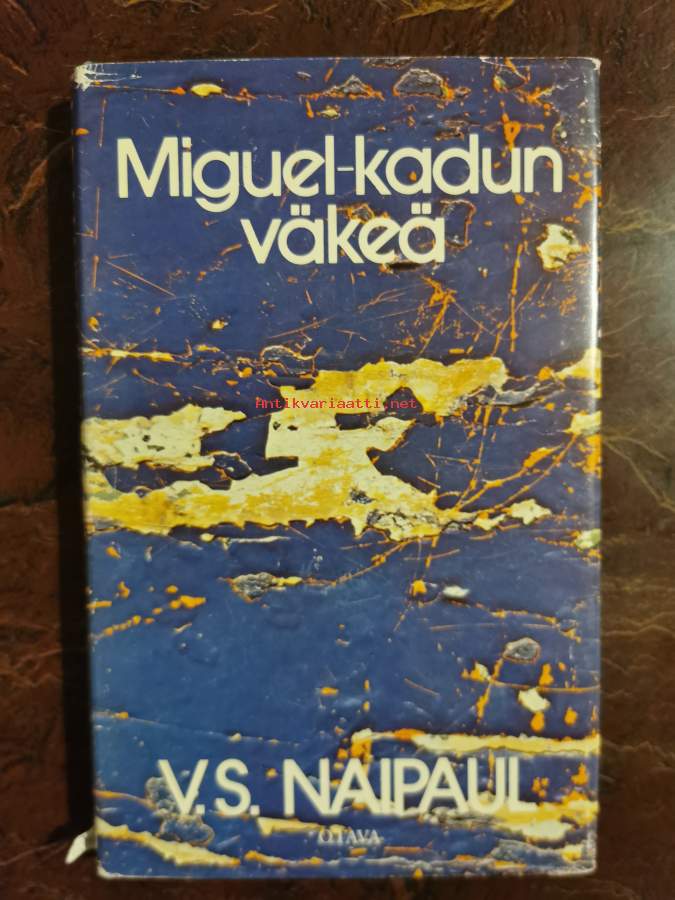 Miguel-kadun
väkeä
Antikvariaatti.net
V.S. NAIPAUL
OTAVA